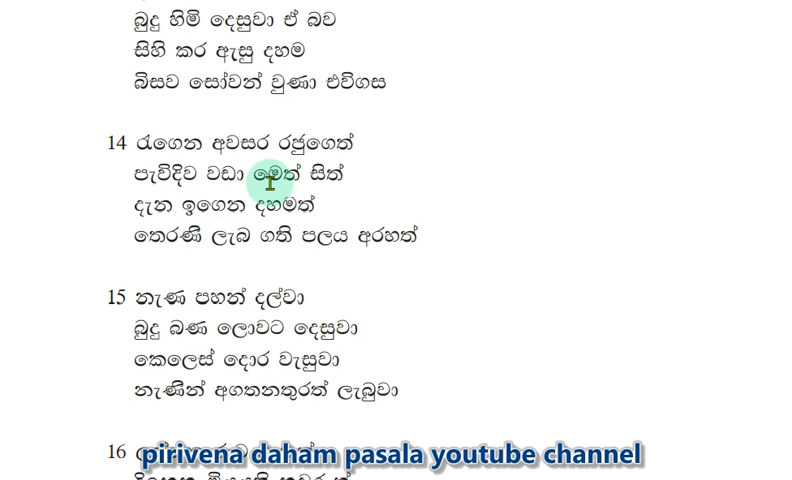 බුදු හිමි දෙසුවා ඒ බව
සිහි කර ඇසු දහම
බිසව සෝවන් වුණා එවිගස
14 රැගෙන අවසර රජුගෙත්
පැවිදිව වඩා මෙත් සිත්
දැන ඉගෙන දහමත්
තෙරණි ලැබ ගති පලය අරහත්
15 නැණ පහන් දල්වා
බුදු බණ ලොවට දෙසුවා
කෙලෙස් දොර වැසුවා
නැණින් අගතනතුරත් ලැබුවා
16
pirivena daham pasala youtube channel